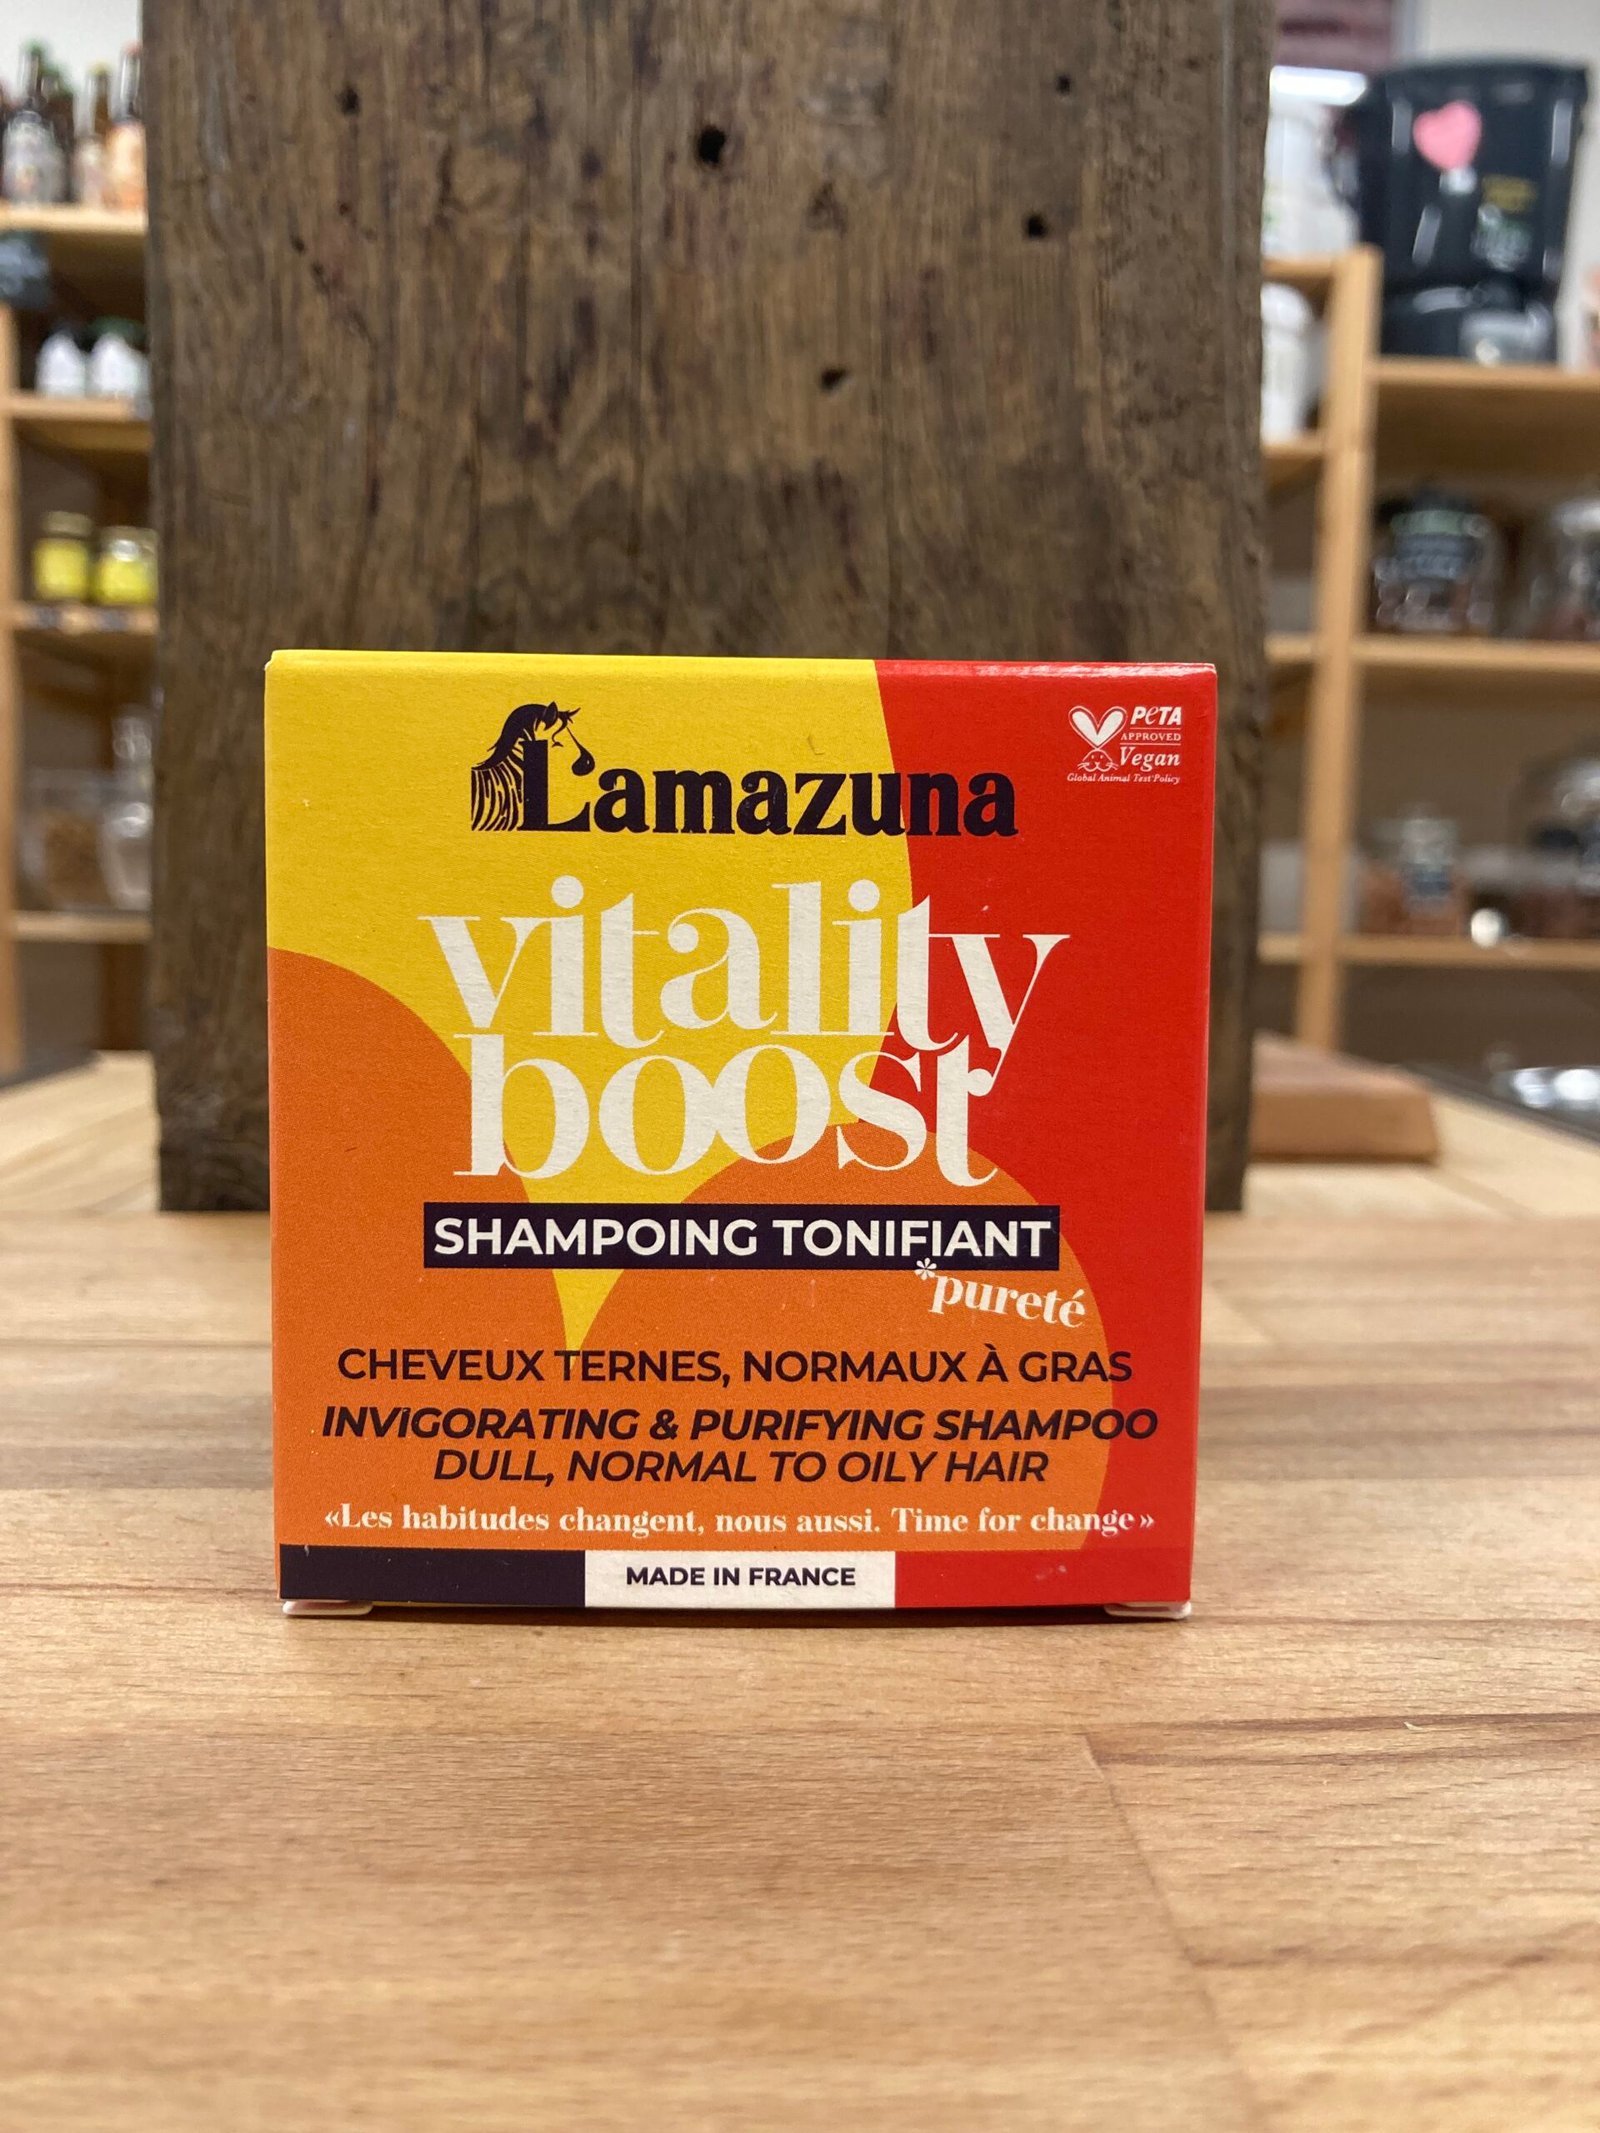 Lamazuna
PeTA
APPROVED
Vegan
Global Animal Test Policy
vitality
boost
SHAMPOING TONIFIANT
*pureté
CHEVEUX TERNES, NORMAUX À GRAS
INVIGORATING & PURIFYING SHAMPOO
DULL, NORMAL TO OILY HAIR
«Les habitudes changent, nous aussi. Time for change»
MADE IN FRANCE